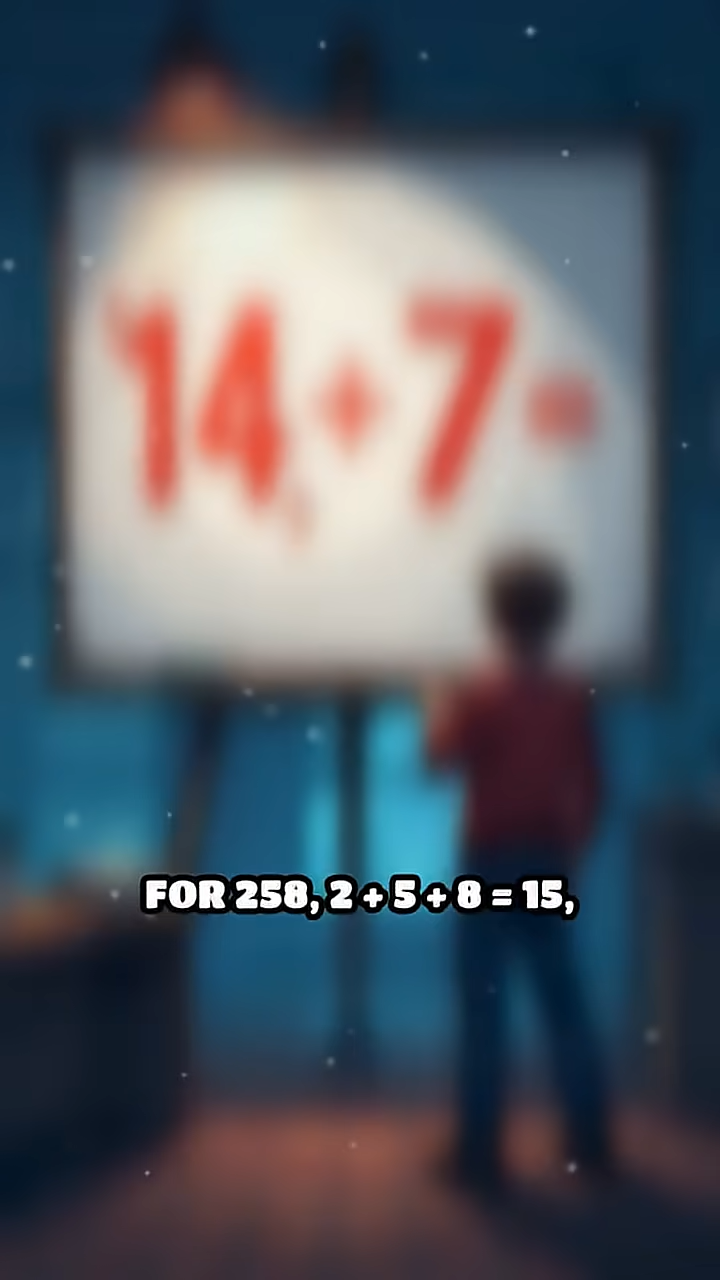 14+7=
FOR 258, 2 + 5 + 8 = 15,